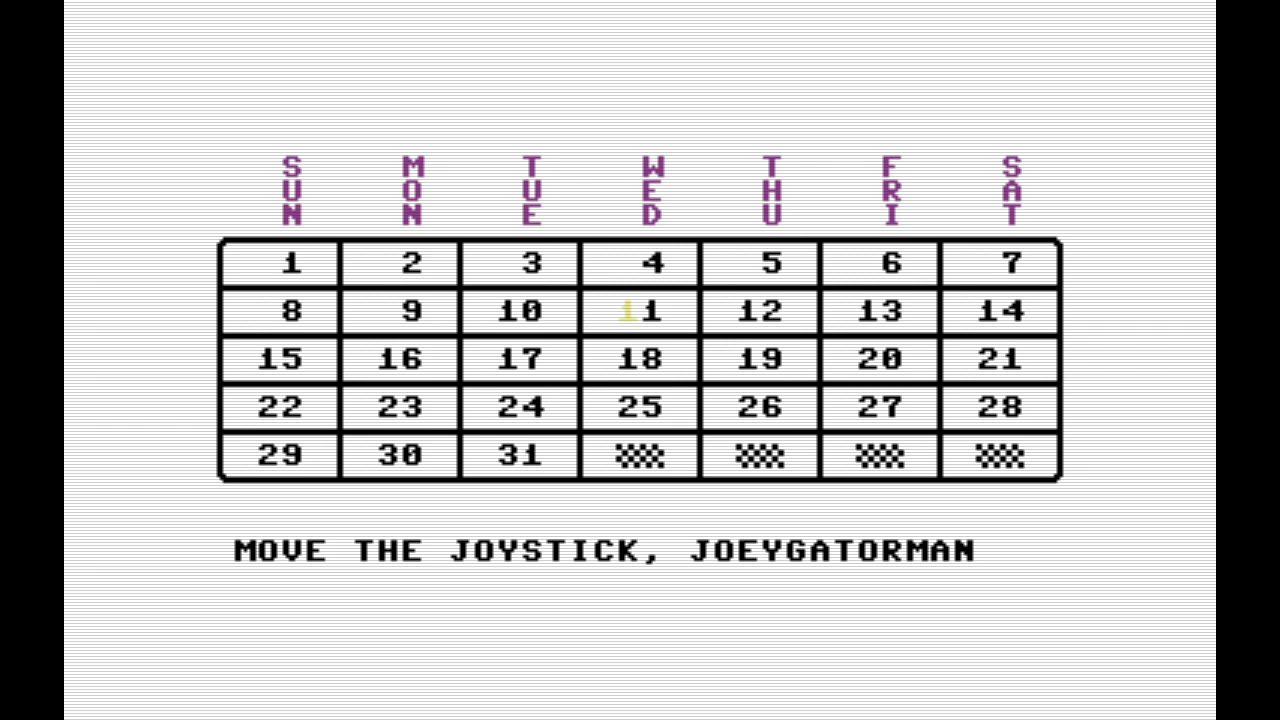 SUN MON TUE WED THU FRI SAT
1 2 3 4 5 6 7
8 9 10 11 12 13 14
15 16 17 18 19 20 21
22 23 24 25 26 27 28
29 30 31
MOVE THE JOYSTICK, JOEYGATORMAN